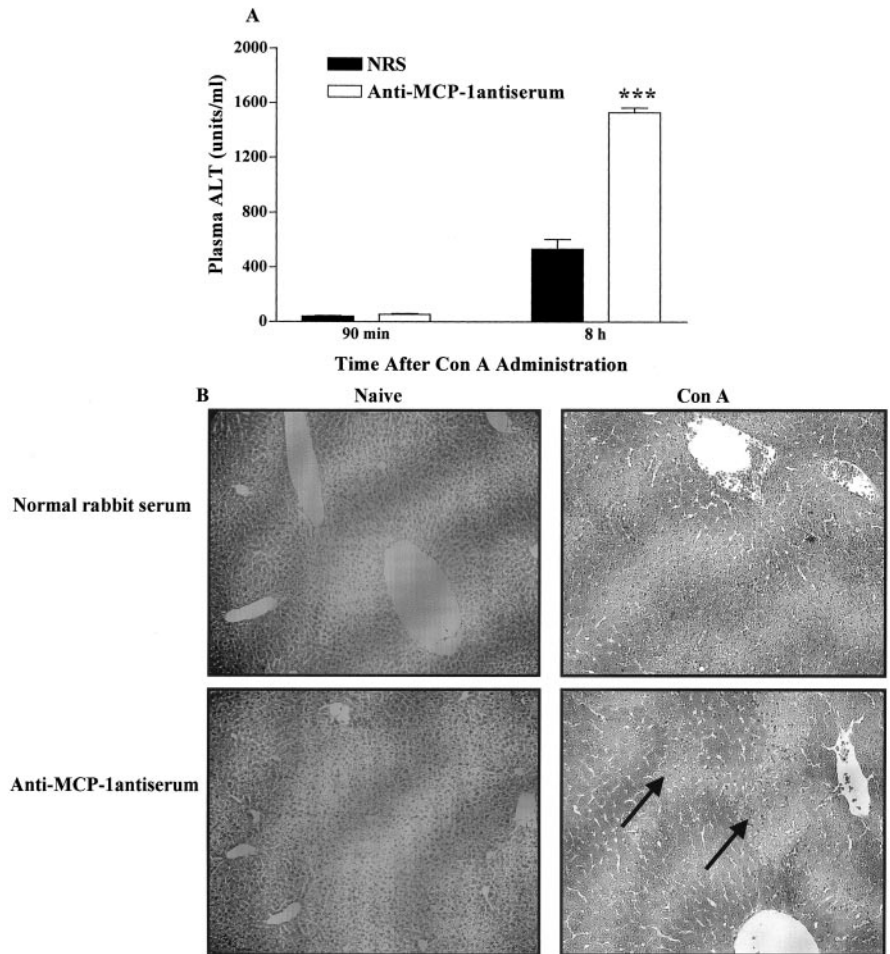 A
2000
1600
1200
800
400
0
Plasma ALT (units/ml)
NRS
Anti-MCP-1antiserum
***
90 min
8 h
Time After Con A Administration
B
Naive
Con A
Normal rabbit serum
Anti-MCP-1antiserum